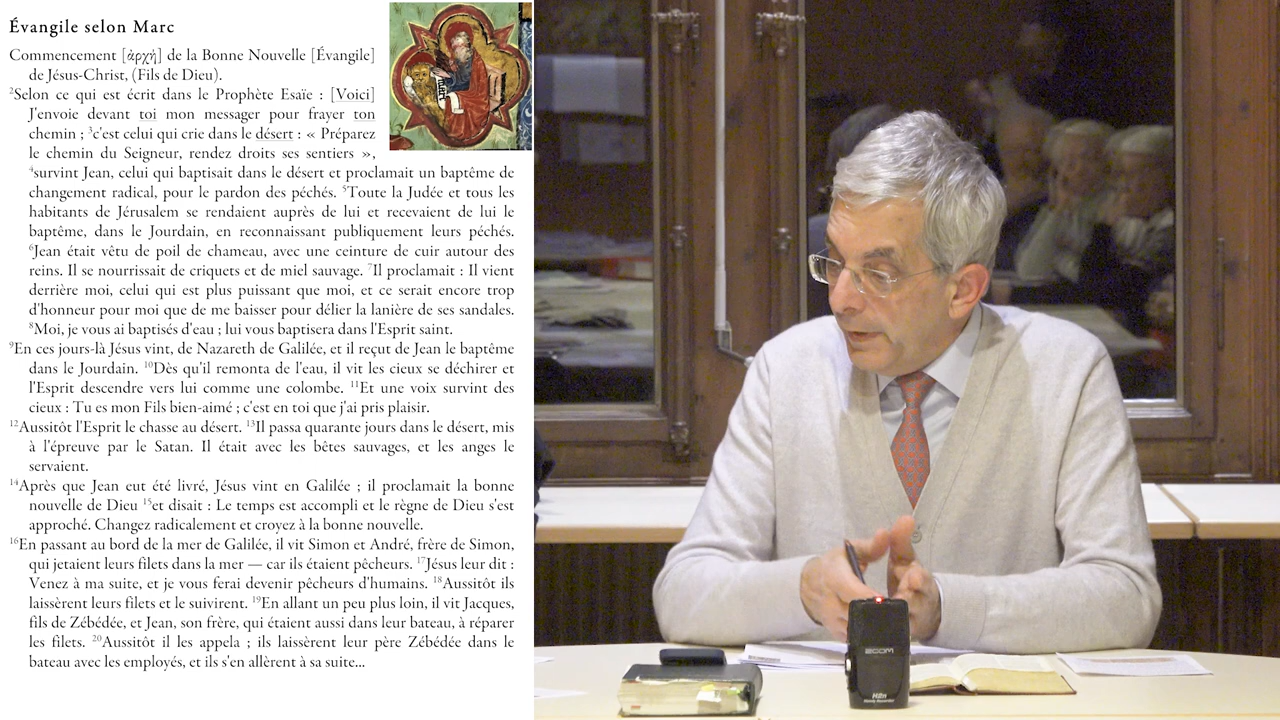 Évangile selon Marc
Commencement [ἀρχή] de la Bonne Nouvelle [Évangile]
de Jésus-Christ, (Fils de Dieu).
²Selon ce qui est écrit dans le Prophète Esaïe : [Voici]
J'envoie devant toi mon messager pour frayer ton
chemin ; ³c'est celui qui crie dans le désert : « Préparez
le chemin du Seigneur, rendez droits ses sentiers »,
⁴survint Jean, celui qui baptisait dans le désert et proclamait un baptême de
changement radical, pour le pardon des péchés. ⁵Toute la Judée et tous les
habitants de Jérusalem se rendaient auprès de lui et recevaient de lui le
baptême, dans le Jourdain, en reconnaissant publiquement leurs péchés.
⁶Jean était vêtu de poil de chameau, avec une ceinture de cuir autour des
reins. Il se nourrissait de criquets et de miel sauvage. ⁷Il proclamait : Il vient
derrière moi, celui qui est plus puissant que moi, et ce serait encore trop
d'honneur pour moi que de me baisser pour délier la lanière de ses sandales.
⁸Moi, je vous ai baptisés d'eau ; lui vous baptisera dans l'Esprit saint.
⁹En ces jours-là Jésus vint, de Nazareth de Galilée, et il reçut de Jean le baptême
dans le Jourdain. ¹⁰Dès qu'il remonta de l'eau, il vit les cieux se déchirer et
l'Esprit descendre vers lui comme une colombe. ¹¹Et une voix survint des
cieux : Tu es mon Fils bien-aimé ; c'est en toi que j'ai pris plaisir.
¹²Aussitôt l'Esprit le chasse au désert. ¹³Il passa quarante jours dans le désert, mis
à l'épreuve par le Satan. Il était avec les bêtes sauvages, et les anges le
servaient.
¹⁴Après que Jean eut été livré, Jésus vint en Galilée ; il proclamait la bonne
nouvelle de Dieu ¹⁵et disait : Le temps est accompli et le règne de Dieu s'est
approché. Changez radicalement et croyez à la bonne nouvelle.
¹⁶En passant au bord de la mer de Galilée, il vit Simon et André, frère de Simon,
qui jetaient leurs filets dans la mer — car ils étaient pêcheurs. ¹⁷Jésus leur dit :
Venez à ma suite, et je vous ferai devenir pêcheurs d'humains. ¹⁸Aussitôt ils
laissèrent leurs filets et le suivirent. ¹⁹En allant un peu plus loin, il vit Jacques,
fils de Zébédée, et Jean, son frère, qui étaient aussi dans leur bateau, à réparer
les filets. ²⁰Aussitôt il les appela ; ils laissèrent leur père Zébédée dans le
bateau avec les employés, et ils s'en allèrent à sa suite...
zoom
H2n